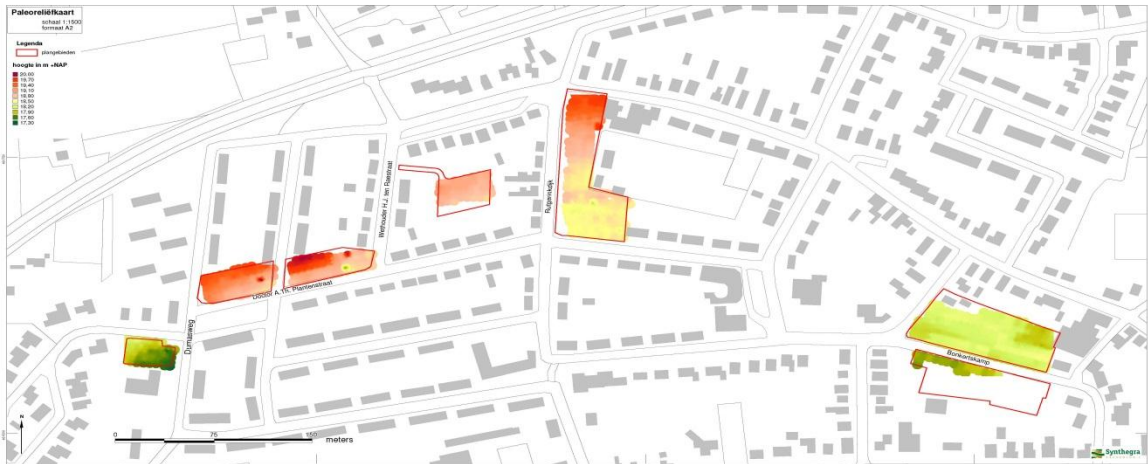 Paleoreliëfkaart
schaal 1:1500
formaat A2
Legenda
plangebieden
hoogte in m +NAP
20.00
19.70
19.40
19.10
18.80
18.50
18.20
17.90
17.60
17.30
Wethouder H.J. ten Raestraat
Rutgerinkdijk
Doctor A.Th. Plantenstraat
Dumasweg
Bonkertskamp
N
0 75 150 meters
Synthegra